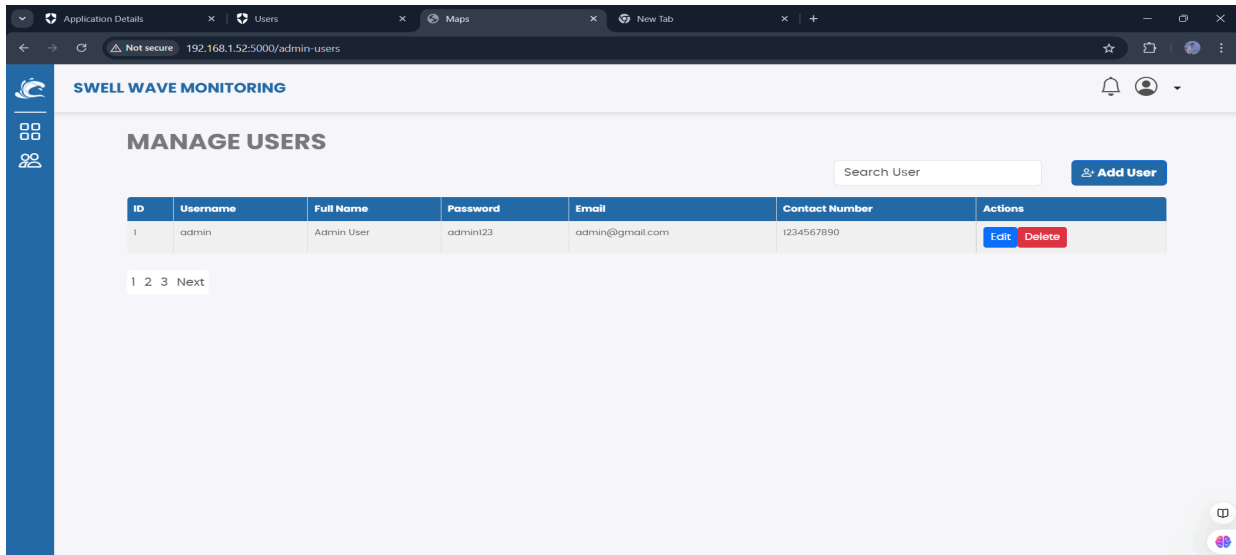 Application Details
Users
Maps
New Tab
Not secure 192.168.1.52:5000/admin-users
SWELL WAVE MONITORING
MANAGE USERS
Search User
Add User
ID Username Full Name Password Email Contact Number Actions
1 admin Admin User admin123 admin@gmail.com 1234567890 Edit Delete
1 2 3 Next